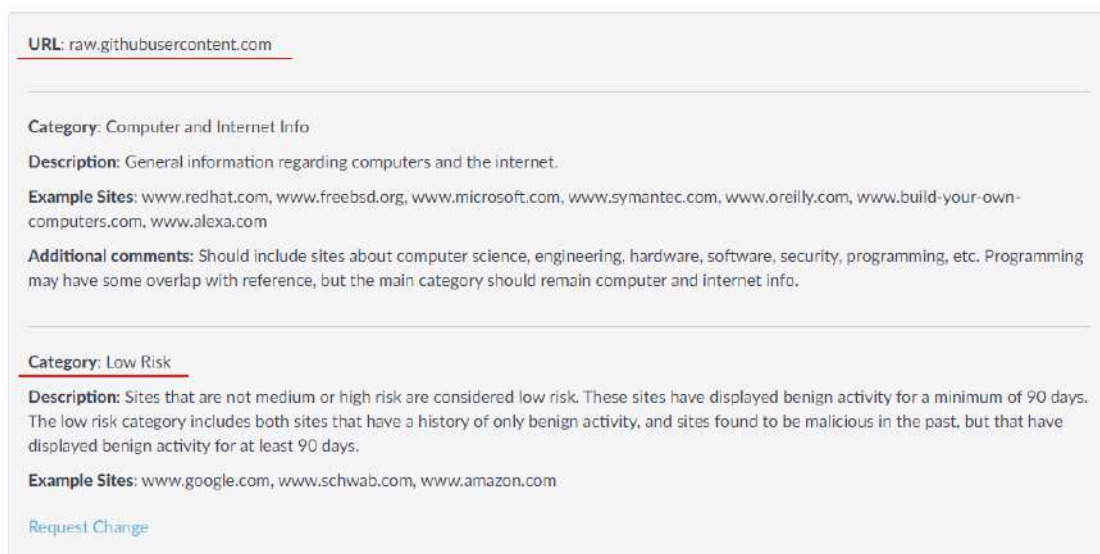 URL: raw.githubusercontent.com
Category: Computer and Internet Info
Description: General information regarding computers and the internet.
Example Sites: www.redhat.com, www.freebsd.org, www.microsoft.com, www.symantec.com, www.oreilly.com, www.build-your-own-
computers.com, www.alexa.com
Additional comments: Should include sites about computer science, engineering, hardware, software, security, programming, etc. Programming
may have some overlap with reference, but the main category should remain computer and internet info.
Category: Low Risk
Description: Sites that are not medium or high risk are considered low risk. These sites have displayed benign activity for a minimum of 90 days.
The low risk category includes both sites that have a history of only benign activity, and sites found to be malicious in the past, but that have
displayed benign activity for at least 90 days.
Example Sites: www.google.com, www.schwab.com, www.amazon.com
Request Change